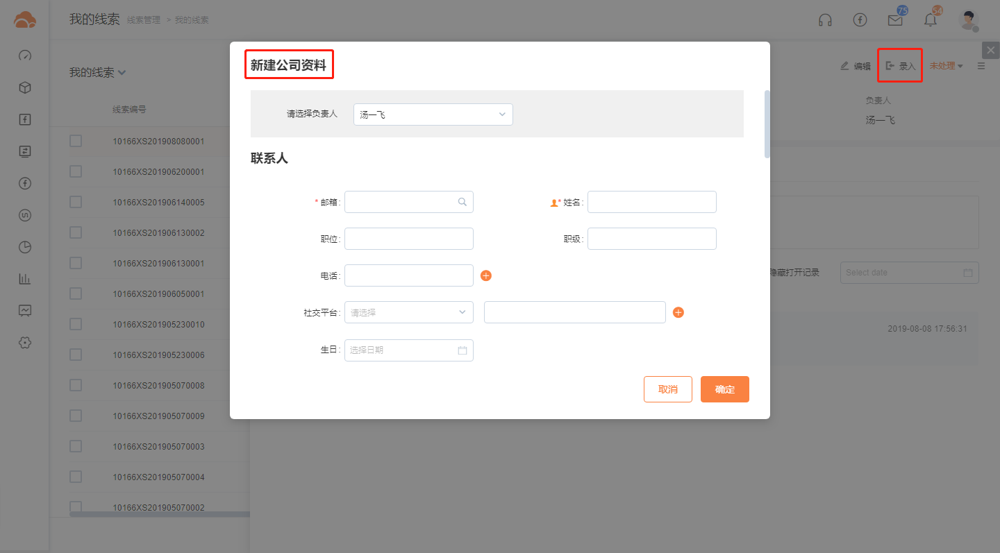 我的线索 线索管理 > 我的线索
75
54
我的线索
编辑
录入
未处理
线索编号
负责人
汤一飞
10166XS201908080001
10166XS201906200001
10166XS201906140005
10166XS201906130002
10166XS201906130001
10166XS201906050001
10166XS201905230010
10166XS201905230006
10166XS201905070008
10166XS201905070009
10166XS201905070003
10166XS201905070004
10166XS201905070002
隐藏打开记录
Select date
2019-08-08 17:56:31
新建公司资料
请选择负责人
汤一飞
联系人
* 邮箱:
* 姓名:
职位:
职级:
电话:
社交平台: 请选择
生日: 选择日期
取消
确定